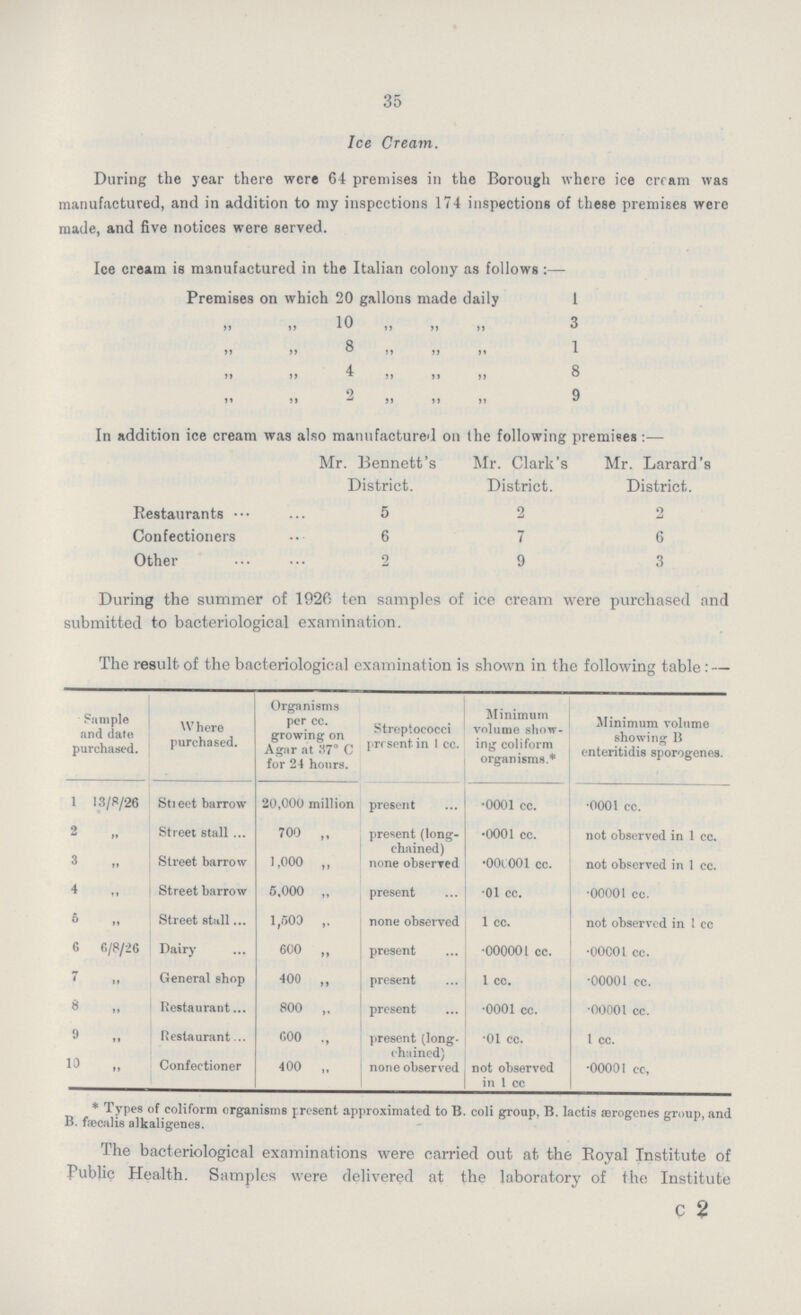 35
Ice Cream.
During the year there were 64 premises in the Borough where ice cream was
manufactured, and in addition to my inspections 174 inspections of these premises were
made, and five notices were served.
Ice cream is manufactured in the Italian colony as follows :—
Premises on which 20 gallons made daily 1
„ „ 10 „ „ „ 3
„ „ 8 „ „ „ 1
„ „ 4 „ „ „ 8
„ „ 2 „ „ „ 9
In addition ice cream was also manufactured on the following premises :—
Mr. Bennett's Mr. Clark's Mr. Larard's
District. District. District.
Restaurants ... ... 5 2 2
Confectioners .. 6 7 6
Other ... ... 2 9 3
During the summer of 1926 ten samples of ice cream were purchased and
submitted to bacteriological examination.
The result of the bacteriological examination is shown in the following table : —
Sample and date purchased. Where purchased. Organisms per cc. growing on Agar at 37° C for 24 hours. Streptococci present in 1 cc. Minimum volume show-ing coliform organisms.* Minimum volume showing B enteritidis sporogenes.
1 13/8/26 Street barrow 20,000 million present ... ·0001 cc. ·0001 cc.
2 „ Street stall ... 700 „ present (long-chained) ·0001 cc. not observed in 1 cc.
3 „ Street barrow 1,000 „ none observed ·000001 cc. not observed in 1 cc.
4 „ Street barrow 5,000 „ present ... ·01 cc. ·00001 cc.
5 „ Street stall ... 1,500 „ none observed 1 cc. not observed in 1 cc
6 6/8/26 Dairy ... 600 „ present ... ·000001 cc. ·00001 cc.
7 „ General shop 400 „ present ... 1 cc. ·00001 cc.
8 „ Restaurant... 800 „ present ... ·0001 cc. ·00001 cc.
9 „ Restaurant... 600 „ present (long-chained) ·01 cc. 1 cc.
10 „ Confectioner 400 „ none observed not observed in 1 cc ·00001 cc,
* Types of coliform organisms present approximated to B. coli group, B. lactis ærogenes group, and
B. fæcalis alkaligenes.
The bacteriological examinations were carried out at the Royal Institute of
Public Health. Samples were delivered at the laboratory of the Institute
C 2